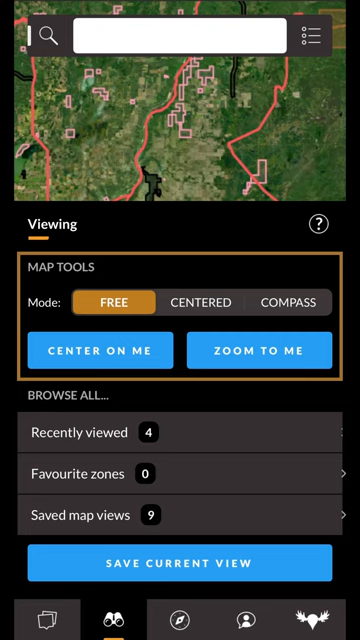 Viewing
?
MAP TOOLS
Mode: FREE CENTERED COMPASS
CENTER ON ME ZOOM TO ME
BROWSE ALL...
Recently viewed 4
Favourite zones 0
Saved map views 9
SAVE CURRENT VIEW